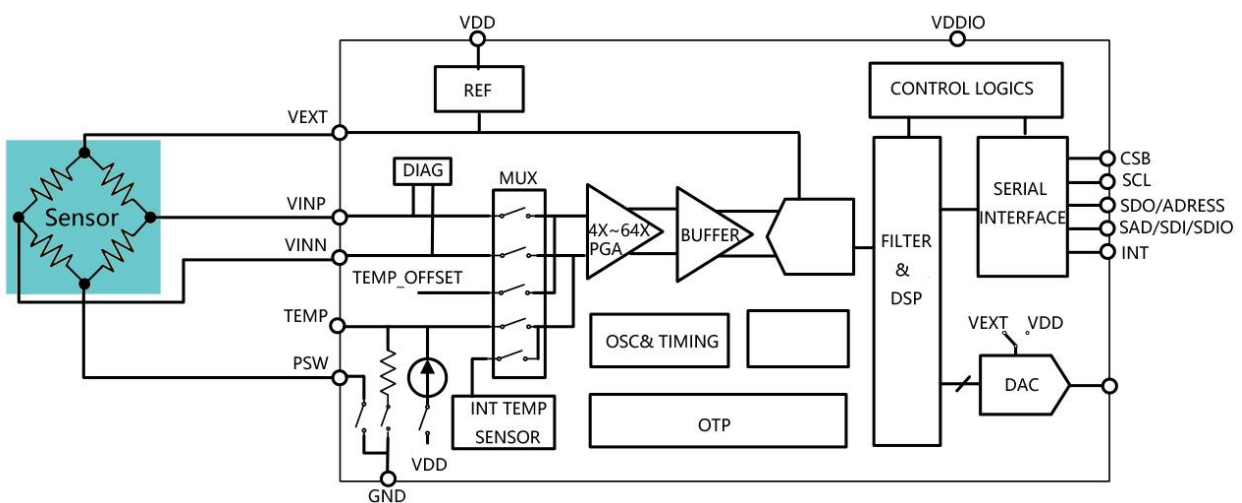 VDD
VDDIO
REF
CONTROL LOGICS
VEXT
DIAG
MUX
CSB
SCL
SERIAL
INTERFACE
Sensor
VINP
SDO/ADRESS
4X~64X
PGA
BUFFER
SAD/SDI/SDIO
VINN
FILTER
&
DSP
INT
TEMP_OFFSET
TEMP
OSC& TIMING
VEXT
VDD
PSW
DAC
INT TEMP
SENSOR
OTP
VDD
GND